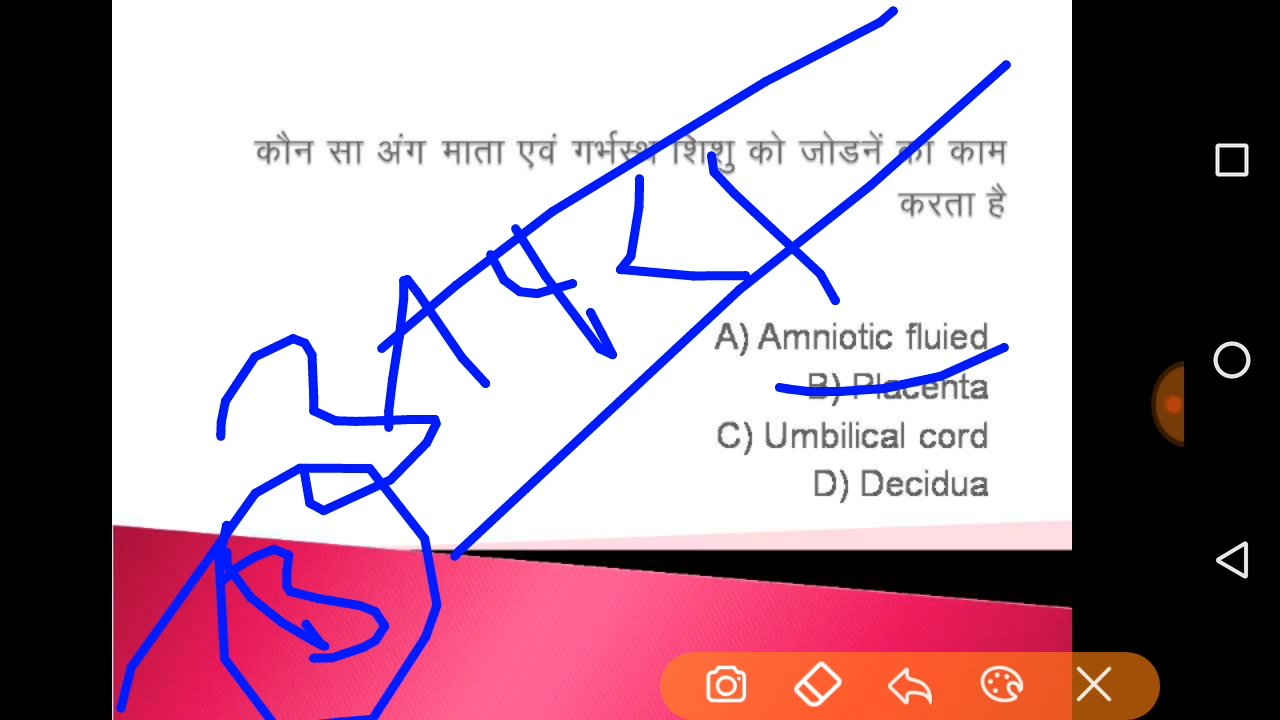 कौन सा अंग माता एवं गर्भस्थ शिशु को जोडनें का काम
करता है
A) Amniotic fluied
B) Placenta
C) Umbilical cord
D) Decidua